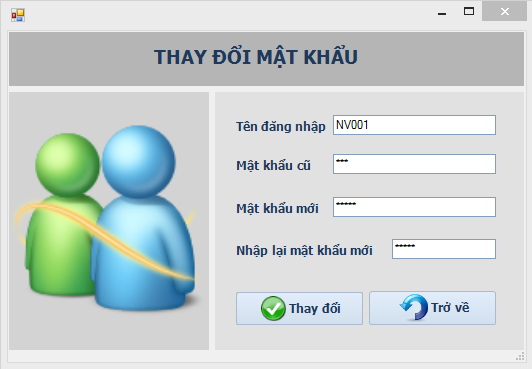 THAY ĐỔI MẬT KHẨU
Tên đăng nhập NV001
Mật khẩu cũ ***
Mật khẩu mới *****
Nhập lại mật khẩu mới *****
Thay đổi Trở về